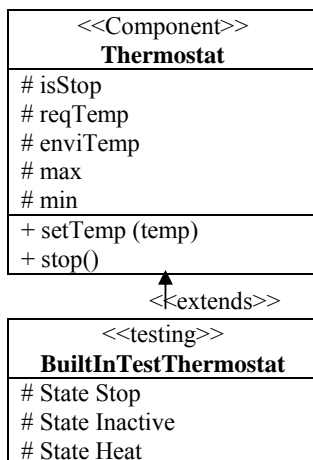 <<Component>>
Thermostat
# isStop
# reqTemp
# enviTemp
# max
# min
+ setTemp (temp)
+ stop()
<<extends>>
<<testing>>
BuiltInTestThermostat
# State Stop
# State Inactive
# State Heat